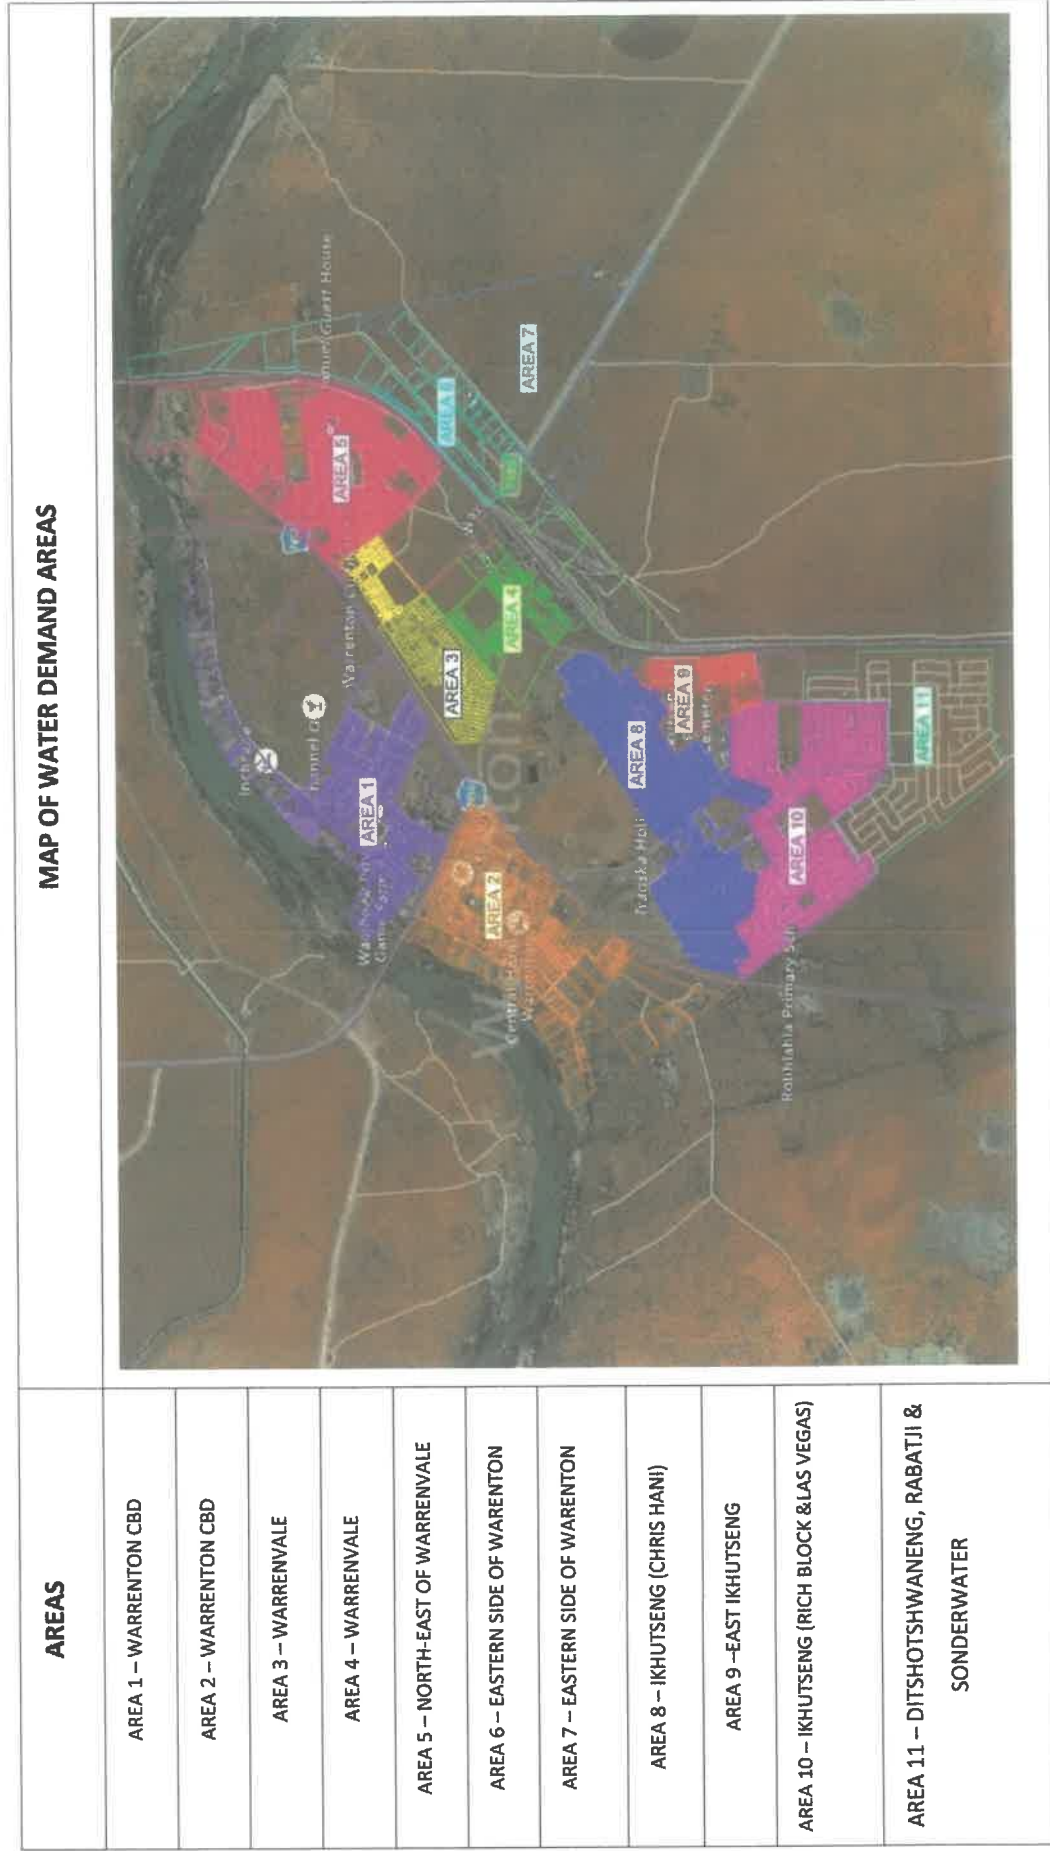 AREAS
MAP OF WATER DEMAND AREAS
AREA 1 – WARRENTON CBD
AREA 2 – WARRENTON CBD
AREA 3 – WARRENVALE
AREA 4 – WARRENVALE
AREA 5 – NORTH-EAST OF WARRENVALE
AREA 6 – EASTERN SIDE OF WARENTON
AREA 7 – EASTERN SIDE OF WARENTON
AREA 8 – IKHUTSENG (CHRIS HANI)
AREA 9 –EAST IKHUTSENG
AREA 10 – IKHUTSENG (RICH BLOCK &LAS VEGAS)
AREA 11 – DITSHOTSHWANENG, RABATJI &
SONDERWATER
Guest House
AREA 5
AREA 6
AREA 7
Warrenton
AREA 1
AREA 3
AREA 4
AREA 2
AREA 8
AREA 9
AREA 10
Rolihlahla Primary Sch
AREA 11